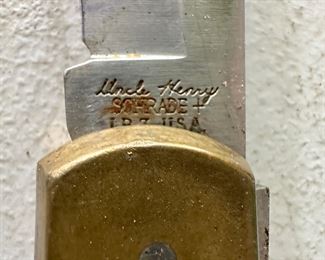 Uncle Henry
SCHRADE +
LB7 USA